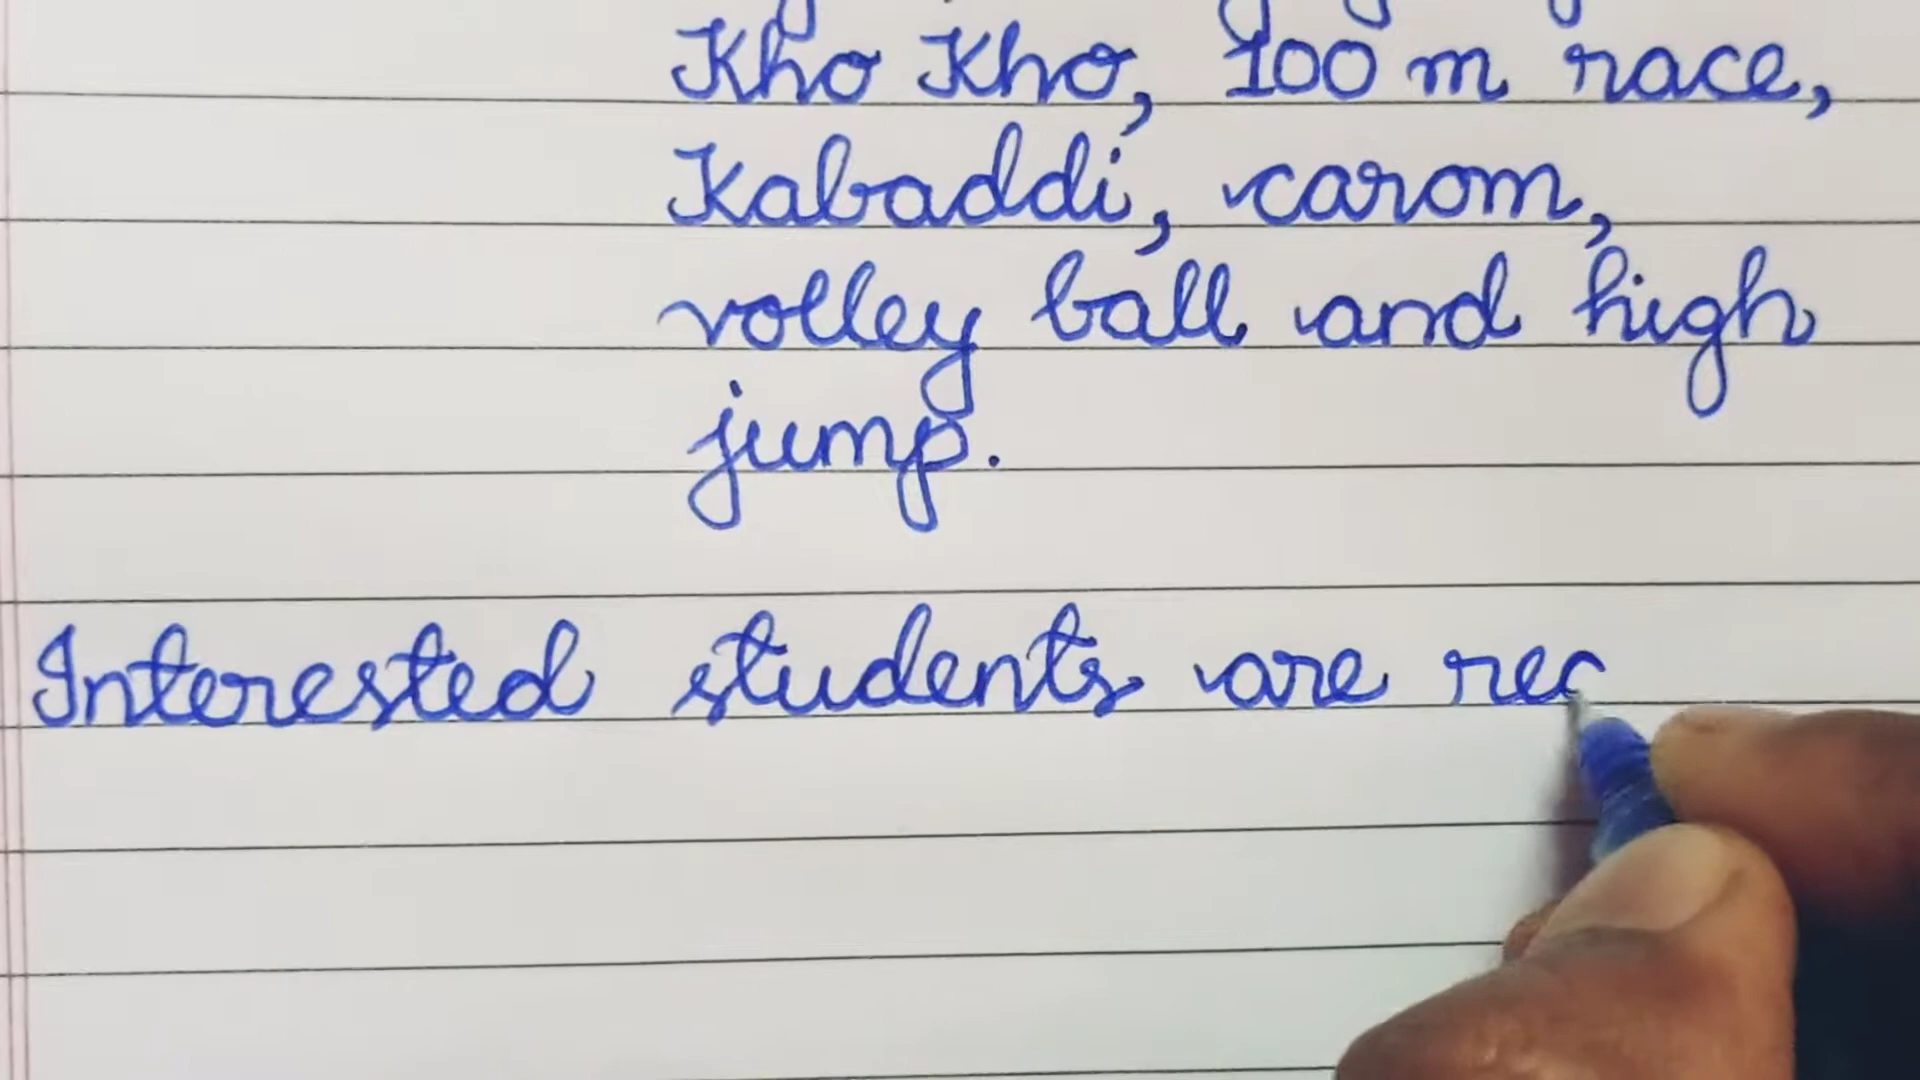 Kho Kho, 100 m race,
Kabaddi, carom,
volley ball and high
jump.
Interested students are